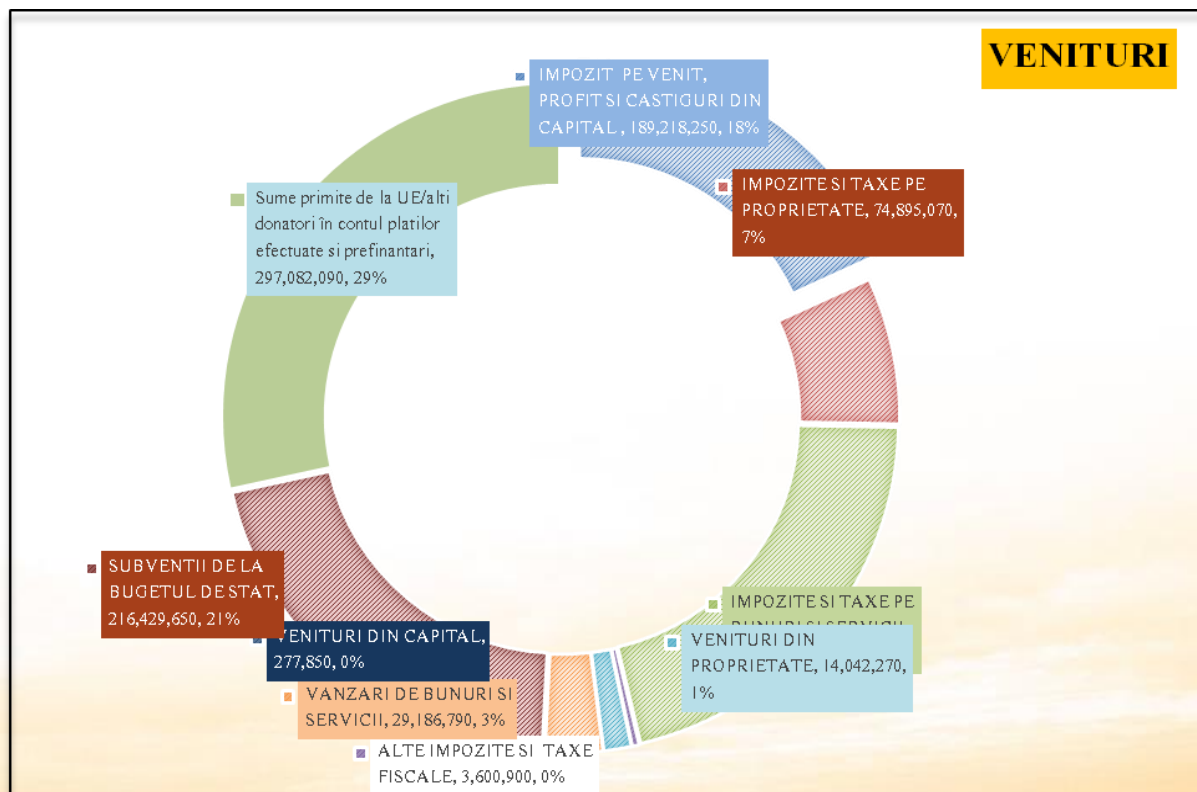 VENITURI
IMPOZIT PE VENIT,
PROFIT SI CASTIGURI DIN
CAPITAL , 189,218,250, 18%
IMPOZITE SI TAXE PE
PROPRIETATE, 74,895,070,
7%
Sume primite de la UE/alti
donatori în contul platilor
efectuate si prefinantari,
297,082,090, 29%
SUBVENTII DE LA
BUGETUL DE STAT,
216,429,650, 21%
IMPOZITE SI TAXE PE
BUNURI SI SERVICII
VENITURI DIN CAPITAL,
277,850, 0%
VENITURI DIN
PROPRIETATE, 14,042,270,
1%
VANZARI DE BUNURI SI
SERVICII, 29,186,790, 3%
ALTE IMPOZITE SI TAXE
FISCALE, 3,600,900, 0%